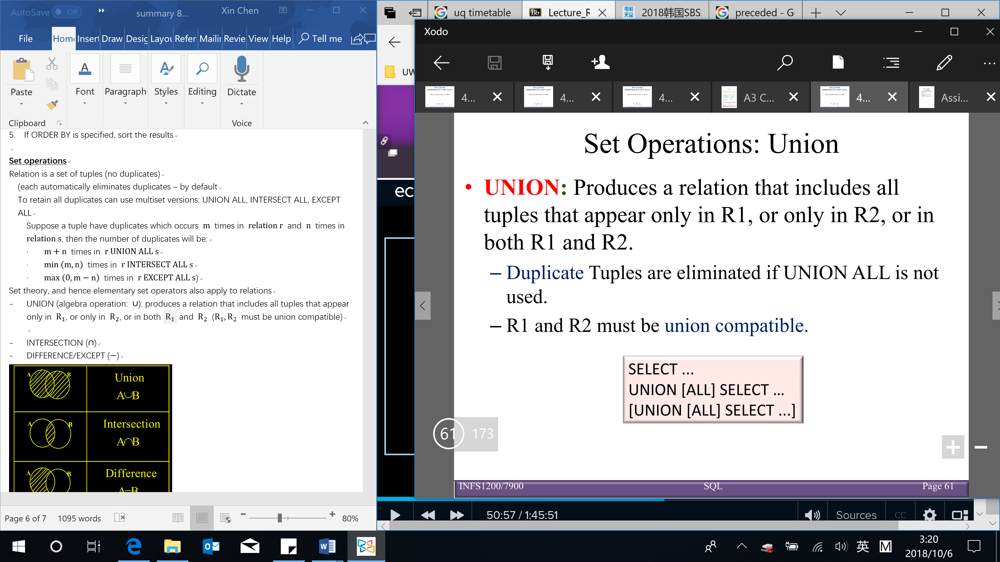 AutoSave Off
summary 8...
Xin Chen
File Home Insert Draw Desig Layou Refer Mailin Revie View Help Tell me
Paste
Font
Paragraph
Styles
Editing
Dictate
Clipboard
Voice
5. If ORDER BY is specified, sort the results
Set operations
Relation is a set of tuples (no duplicates)
(each automatically eliminates duplicates – by default
To retain all duplicates can use multiset versions: UNION ALL, INTERSECT ALL, EXCEPT
ALL
Suppose a tuple have duplicates which occurs m times in relation r and n times in
relation s, then the number of duplicates will be:
· m + n times in r UNION ALL s
· min (m, n) times in r INTERSECT ALL s
· max (0, m − n) times in r EXCEPT ALL s)
Set theory, and hence elementary set operators also apply to relations
- UNION (algebra operation: ∪): produces a relation that includes all tuples that appear
only in R₁, or only in R₂, or in both R₁ and R₂ (R₁, R₂ must be union compatible)
- INTERSECTION (∩)
- DIFFERENCE/EXCEPT (−)
A B
Union
A∪B
A B
Intersection
A∩B
A B
Difference
A−B
Page 6 of 7 1095 words
80%
uq timetable
Lecture_R
2018韩国SBS
preceded - G
UW
ec
Xodo
4...
4...
4...
A3 C...
4...
Assi...
Set Operations: Union
• UNION: Produces a relation that includes all
tuples that appear only in R1, or only in R2, or in
both R1 and R2.
– Duplicate Tuples are eliminated if UNION ALL is not
used.
– R1 and R2 must be union compatible.
SELECT ...
UNION [ALL] SELECT ...
[UNION [ALL] SELECT ...]
61 173
INFS1200/7900 SQL Page 61
50:57 / 1:45:51
Sources
CC
英
M
3:20
2018/10/6